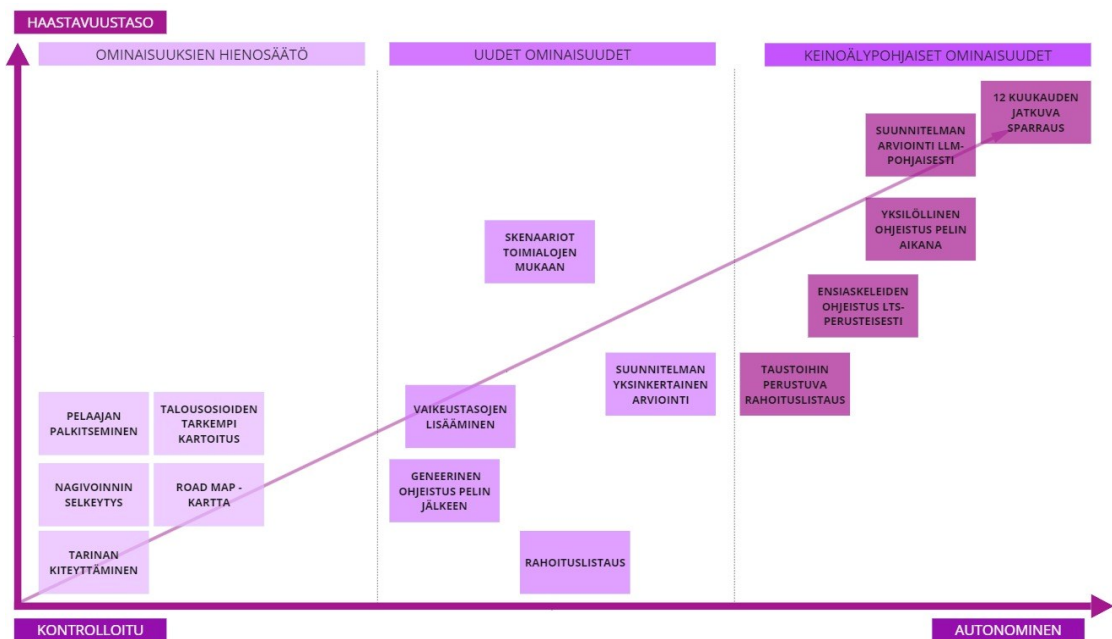 HAASTAVUUSTASO
OMINAISUUKSIEN HIENOSÄÄTÖ
UUDET OMINAISUUDET
KEINOÄLYPOHJAISET OMINAISUUDET
12 KUUKAUDEN
JATKUVA
SPARRAUS
SUUNNITELMAN
ARVIOINTI LLM-
POHJAISESTI
YKSILÖLLINEN
OHJEISTUS PELIN
AIKANA
SKENAARIOT
TOIMIALOJEN
MUKAAN
ENSIASKELEIDEN
OHJEISTUS LTS-
PERUSTEISESTI
SUUNNITELMAN
YKSINKERTAINEN
ARVIOINTI
TAUSTOIHIN
PERUSTUVA
RAHOITUSLISTAUS
PELAAJAN
PALKITSEMINEN
TALOUSOSIOIDEN
TARKEMPI
KARTOITUS
VAIKEUSTASOJEN
LISÄÄMINEN
NAGIVOINNIN
SELKEYTYS
ROAD MAP -
KARTTA
GENEERINEN
OHJEISTUS PELIN
JÄLKEEN
TARINAN
KITEYTTÄMINEN
RAHOITUSLISTAUS
KONTROLLOITU
AUTONOMINEN